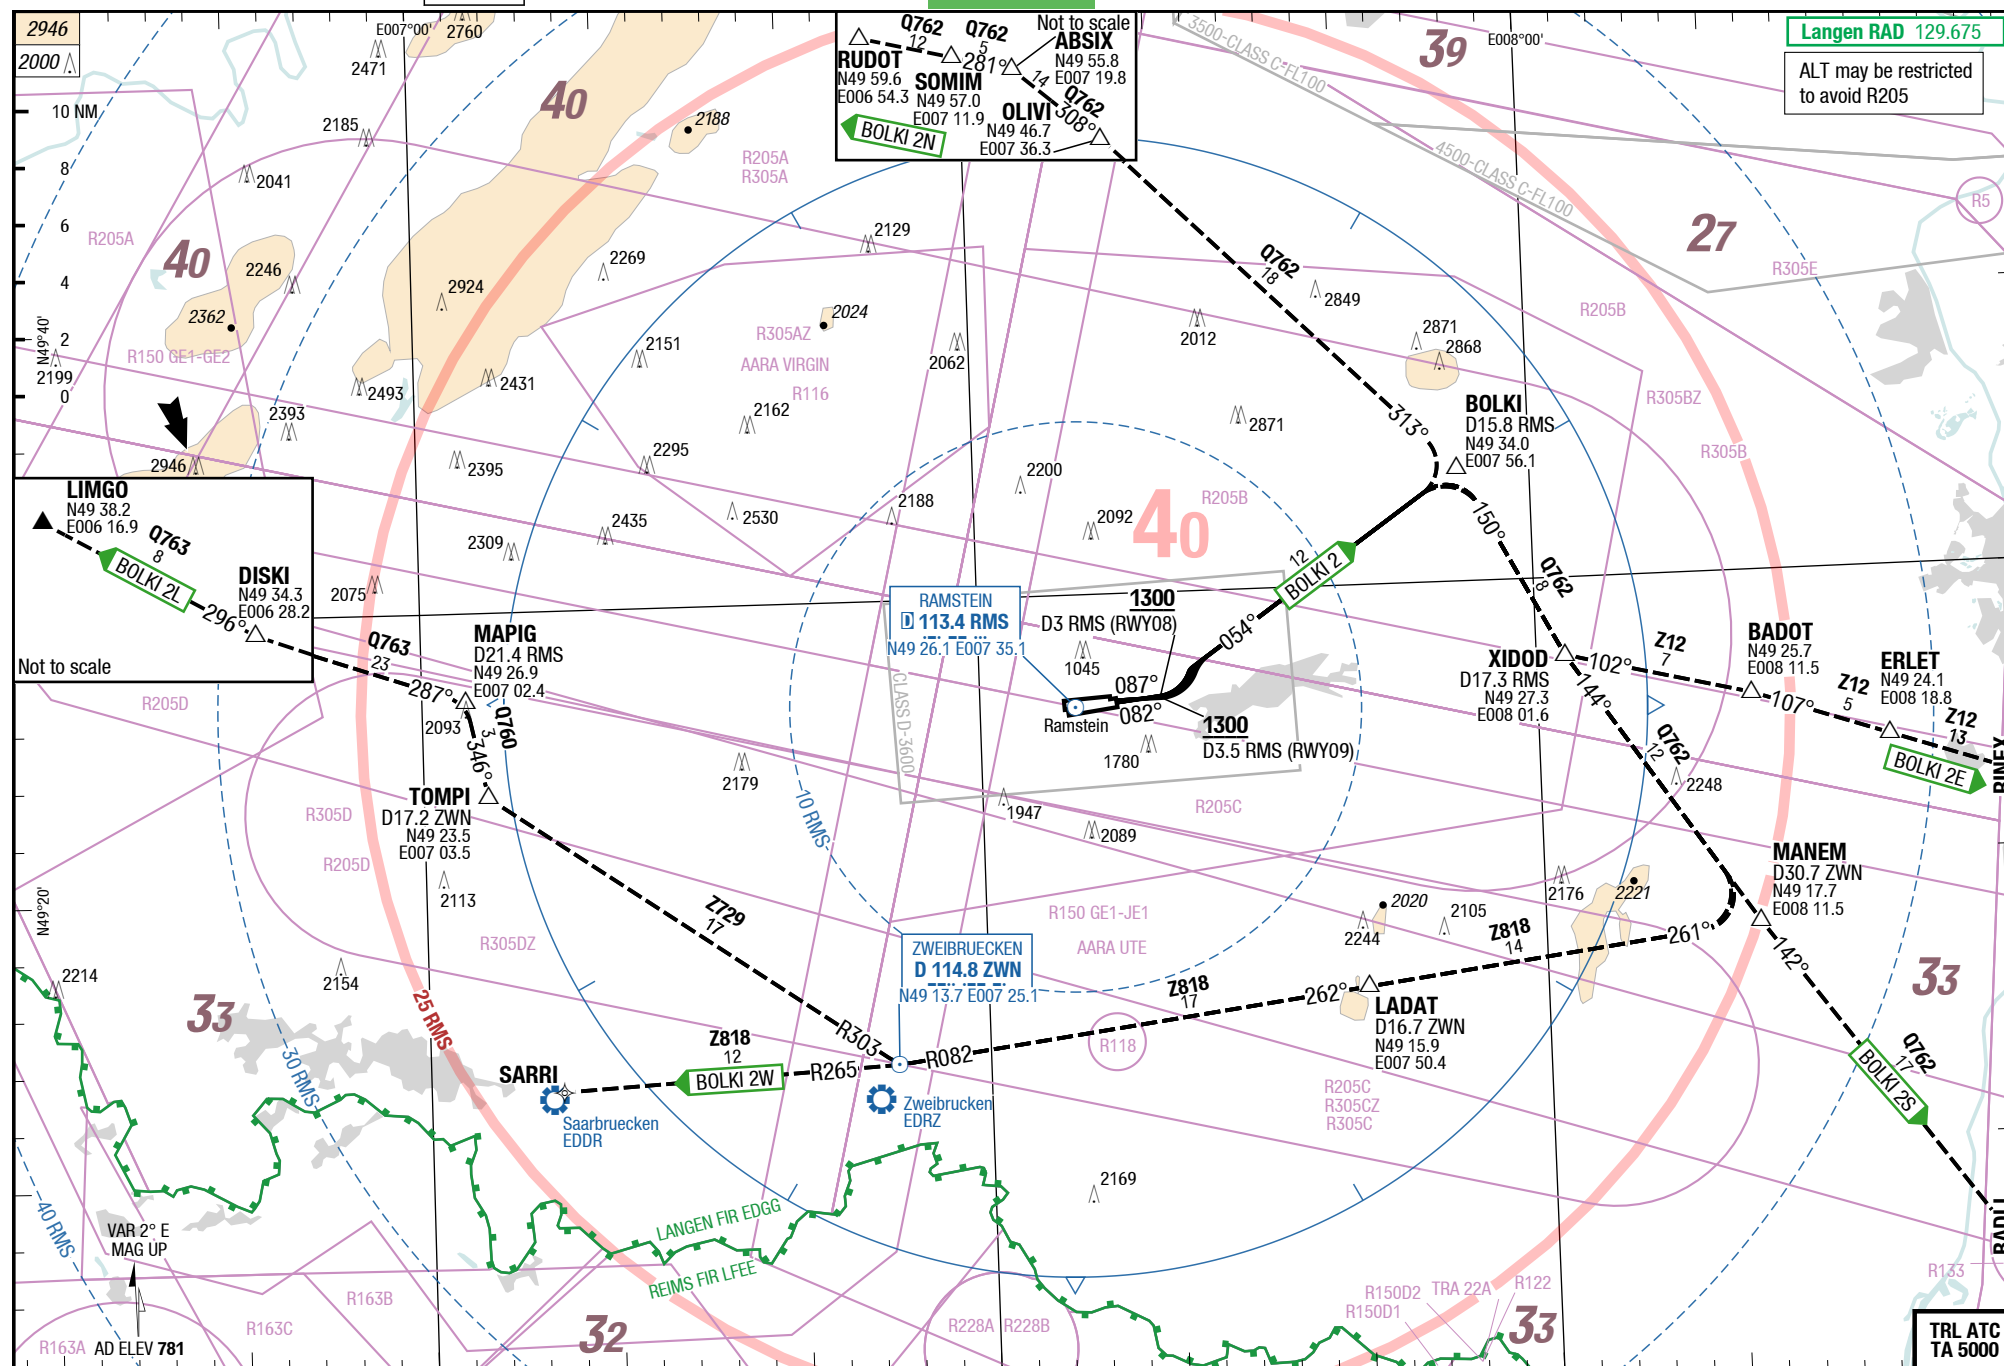 2946
2000
E007°00'
2760
2471
10 NM
8
6
4
2
0
N49°40'
N49°20'
40
2185
2041
R205A
40
2246
2362
R150 GE1-GE2
2199
2393
2493
2946
2924
2431
2395
2309
2435
2075
2188
R205A
R305A
2269
2129
2151
2295
2024
R305AZ
AARA VIRGIN
R116
2162
2062
2530
2188
2200
2092
2012
2871
2849
2871
2868
Not to scale
Q762
12
Q762
5
281°
RUDOT
N49 59.6
E006 54.3
SOMIM
N49 57.0
E007 11.9
ABSIX
N49 55.8
E007 19.8
14
Q762
308°
OLIVI
N49 46.7
E007 36.3
BOLKI 2N
39
E008°00'
Langen RAD 129.675
ALT may be restricted
to avoid R205
3500-CLASS C-FL100
4500-CLASS C-FL100
R5
27
R305E
R205B
R305BZ
R305B
R205B
Q762
18
313°
BOLKI
D15.8 RMS
N49 34.0
E007 56.1
40
150°
Q762
8
12
BOLKI 2
054°
LIMGO
N49 38.2
E006 16.9
Q763
8
BOLKI 2L
296°
DISKI
N49 34.3
E006 28.2
Not to scale
Q763
23
287°
MAPIG
D21.4 RMS
N49 26.9
E007 02.4
2093
Q760
3
346°
TOMPI
D17.2 ZWN
N49 23.5
E007 03.5
2113
RAMSTEIN
D 113.4 RMS
N49 26.1 E007 35.1
1300
D3 RMS (RWY08)
1045
087°
082°
Ramstein
1300
D3.5 RMS (RWY09)
1780
CLASS D-3600
10 RMS
2179
1947
2089
R205C
XIDOD
D17.3 RMS
N49 27.3
E008 01.6
102°
Z12
7
BADOT
N49 25.7
E008 11.5
107°
Z12
5
ERLET
N49 24.1
E008 18.8
Z12
13
BOLKI 2E
144°
Q762
12
2248
MANEM
D30.7 ZWN
N49 17.7
E008 11.5
142°
Q762
17
BOLKI 2S
33
R205D
R305D
R205D
R305DZ
Z729
17
R303
R150 GE1-JE1
AARA UTE
2020
2244
2105
2176
2221
Z818
14
261°
ZWEIBRUECKEN
D 114.8 ZWN
N49 13.7 E007 25.1
Z818
17
262°
LADAT
D16.7 ZWN
N49 15.9
E007 50.4
R118
R082
R265
Z818
12
BOLKI 2W
SARRI
Saarbruecken
EDDR
Zweibrucken
EDRZ
2214
2154
33
25 RMS
30 RMS
40 RMS
R205C
R305CZ
R305C
2169
LANGEN FIR EDGG
REIMS FIR LFEE
VAR 2° E
MAG UP
AD ELEV 781
R163A
R163C
R163B
32
R228A
R228B
R150D2
R150D1
TRA 22A
R122
33
R133
TRL ATC
TA 5000